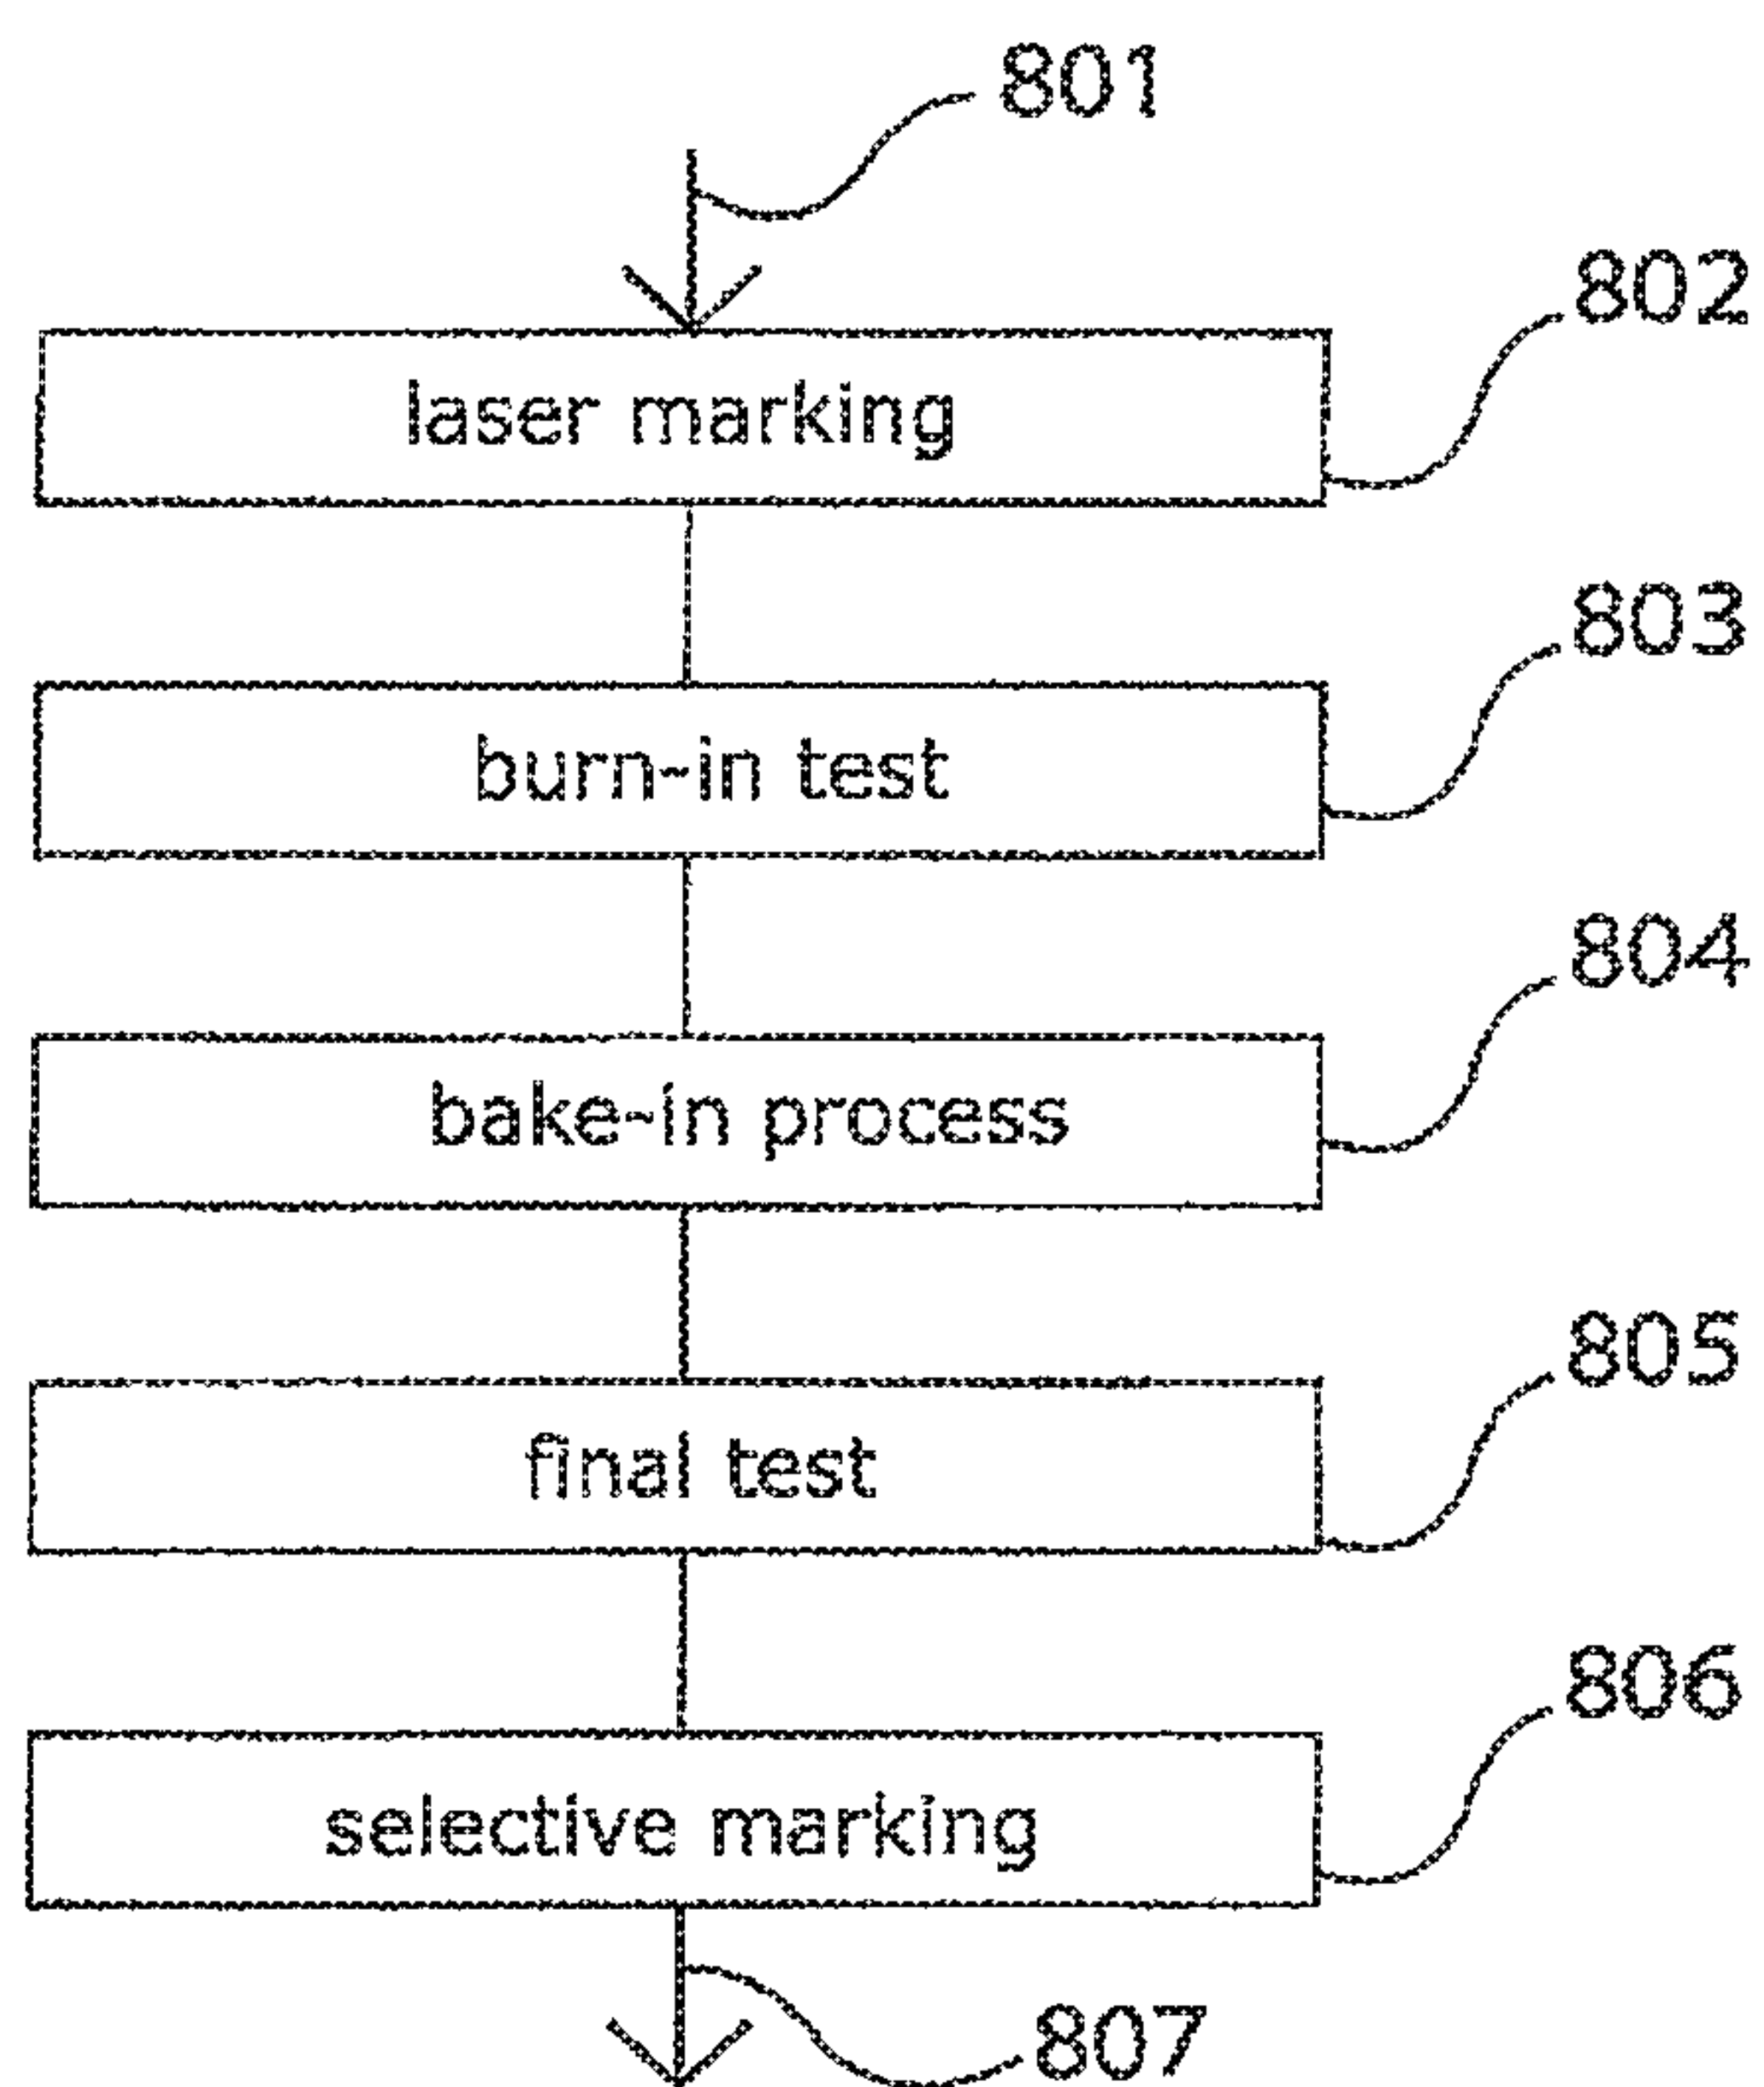 801
802
laser marking
803
burn-in test
804
bake-in process
805
final test
806
selective marking
807